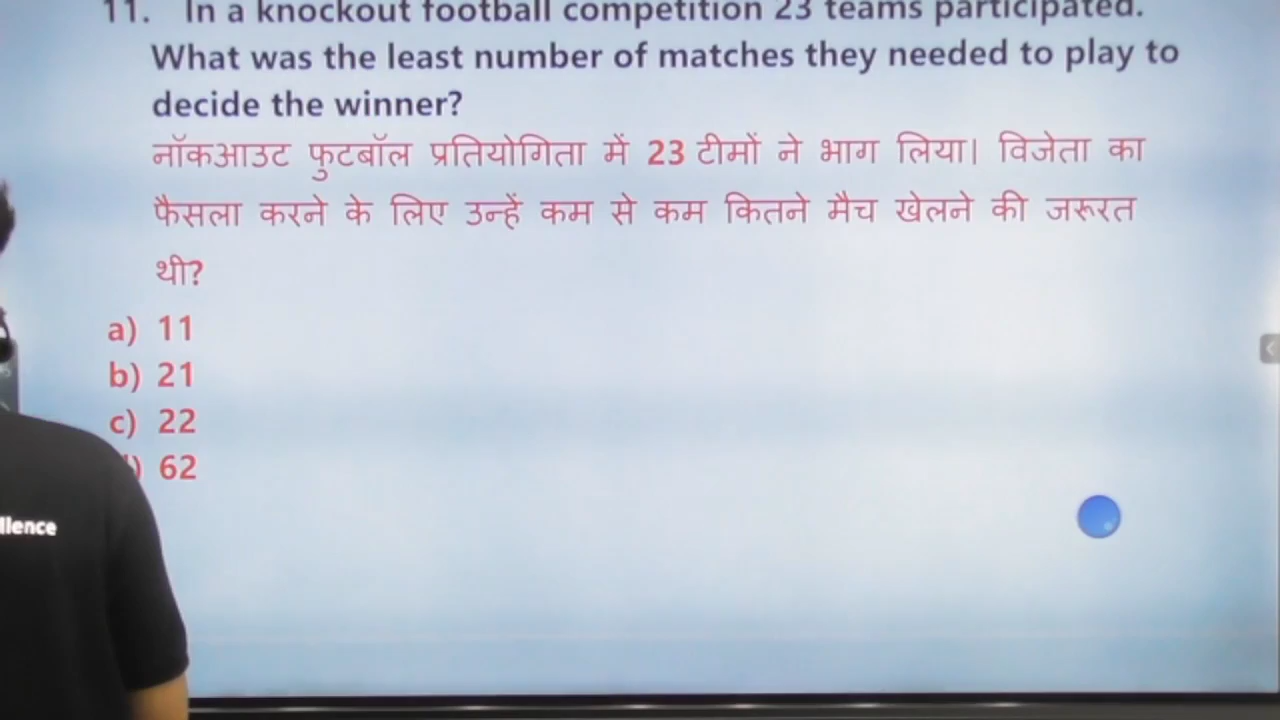 11. In a knockout football competition 23 teams participated.
What was the least number of matches they needed to play to
decide the winner?
नॉकआउट फुटबॉल प्रतियोगिता में 23 टीमों ने भाग लिया। विजेता का
फैसला करने के लिए उन्हें कम से कम कितने मैच खेलने की जरूरत
थी?
a) 11
b) 21
c) 22
) 62
llence